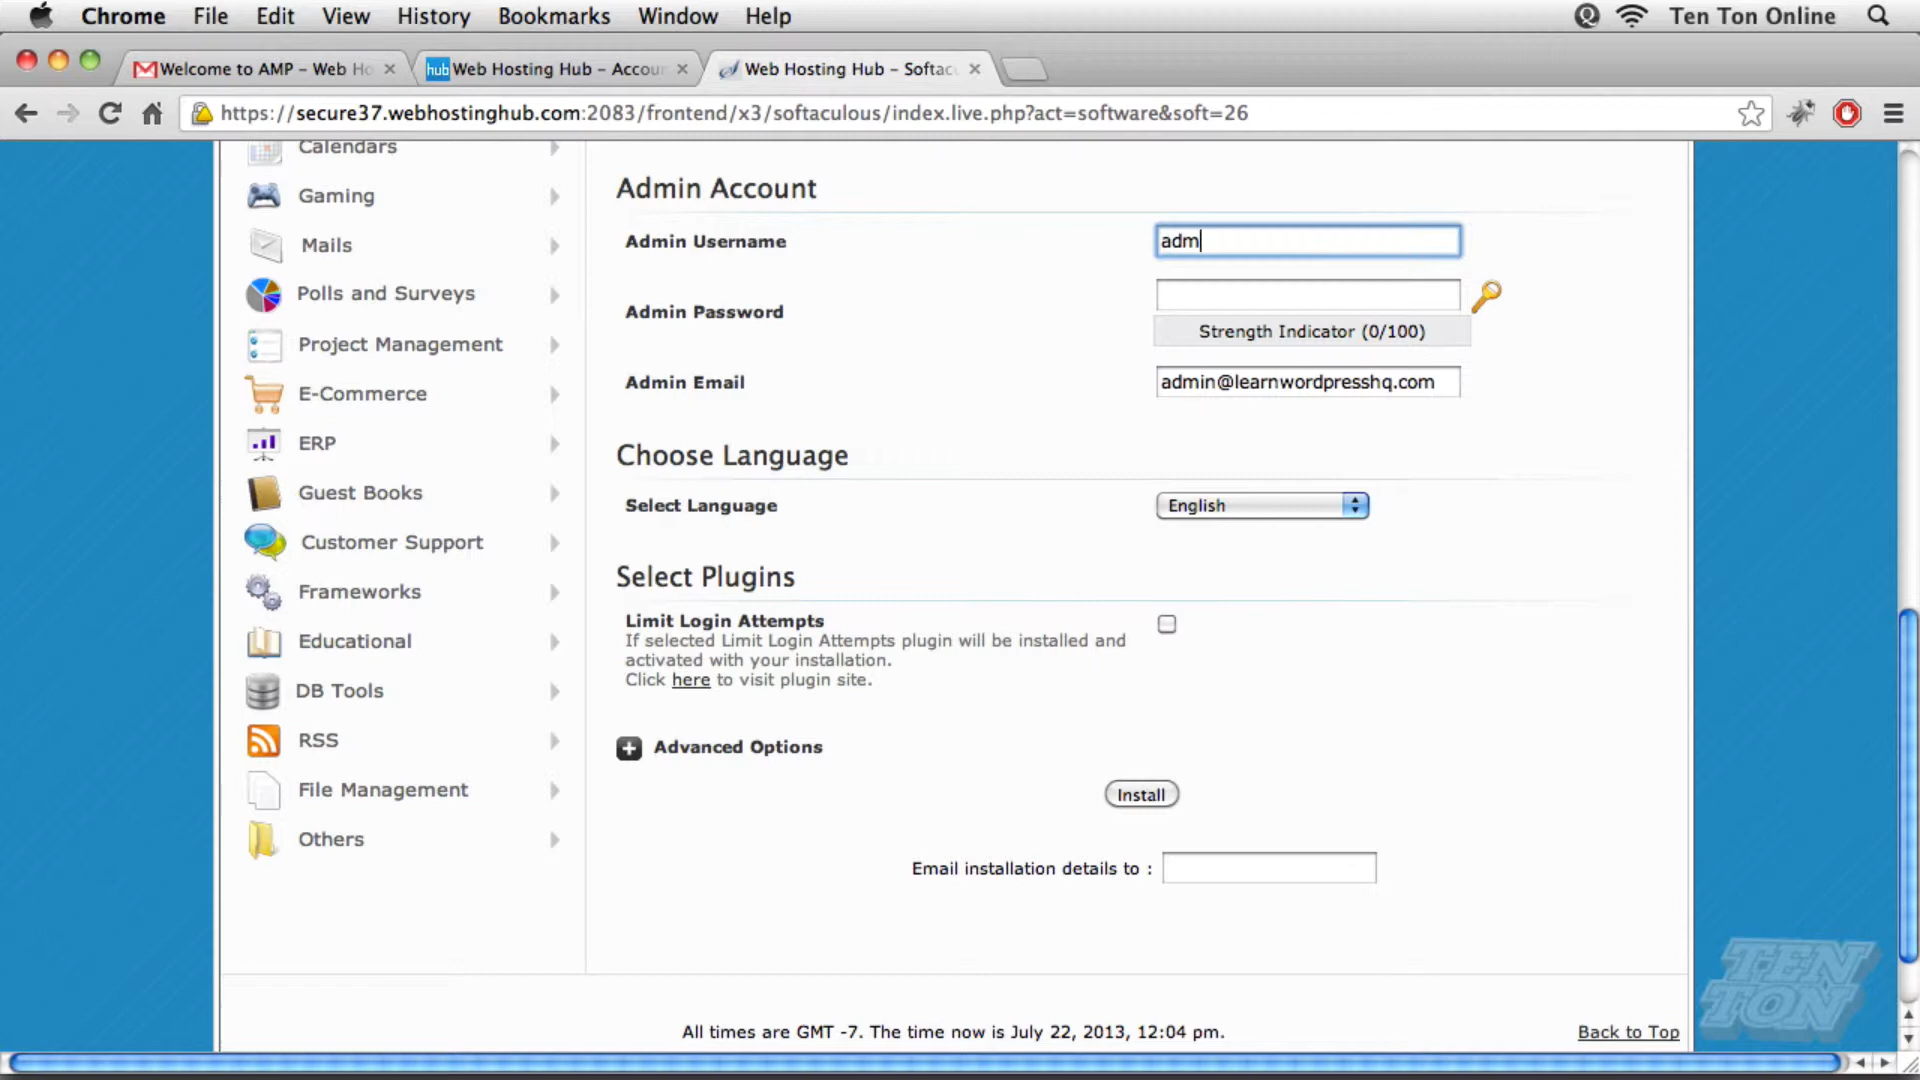 Chrome File Edit View History Bookmarks Window Help Ten Ton Online
Welcome to AMP – Web Ho
hub Web Hosting Hub – Accou
Web Hosting Hub – Softac
https://secure37.webhostinghub.com:2083/frontend/x3/softaculous/index.live.php?act=software&soft=26
Calendars
Gaming
Mails
Polls and Surveys
Project Management
E-Commerce
ERP
Guest Books
Customer Support
Frameworks
Educational
DB Tools
RSS
File Management
Others
Admin Account
Admin Username adm
Admin Password
Strength Indicator (0/100)
Admin Email admin@learnwordpresshq.com
Choose Language
Select Language English
Select Plugins
Limit Login Attempts
If selected Limit Login Attempts plugin will be installed and
activated with your installation.
Click here to visit plugin site.
Advanced Options
Install
Email installation details to :
All times are GMT -7. The time now is July 22, 2013, 12:04 pm.
Back to Top
TEN
TON